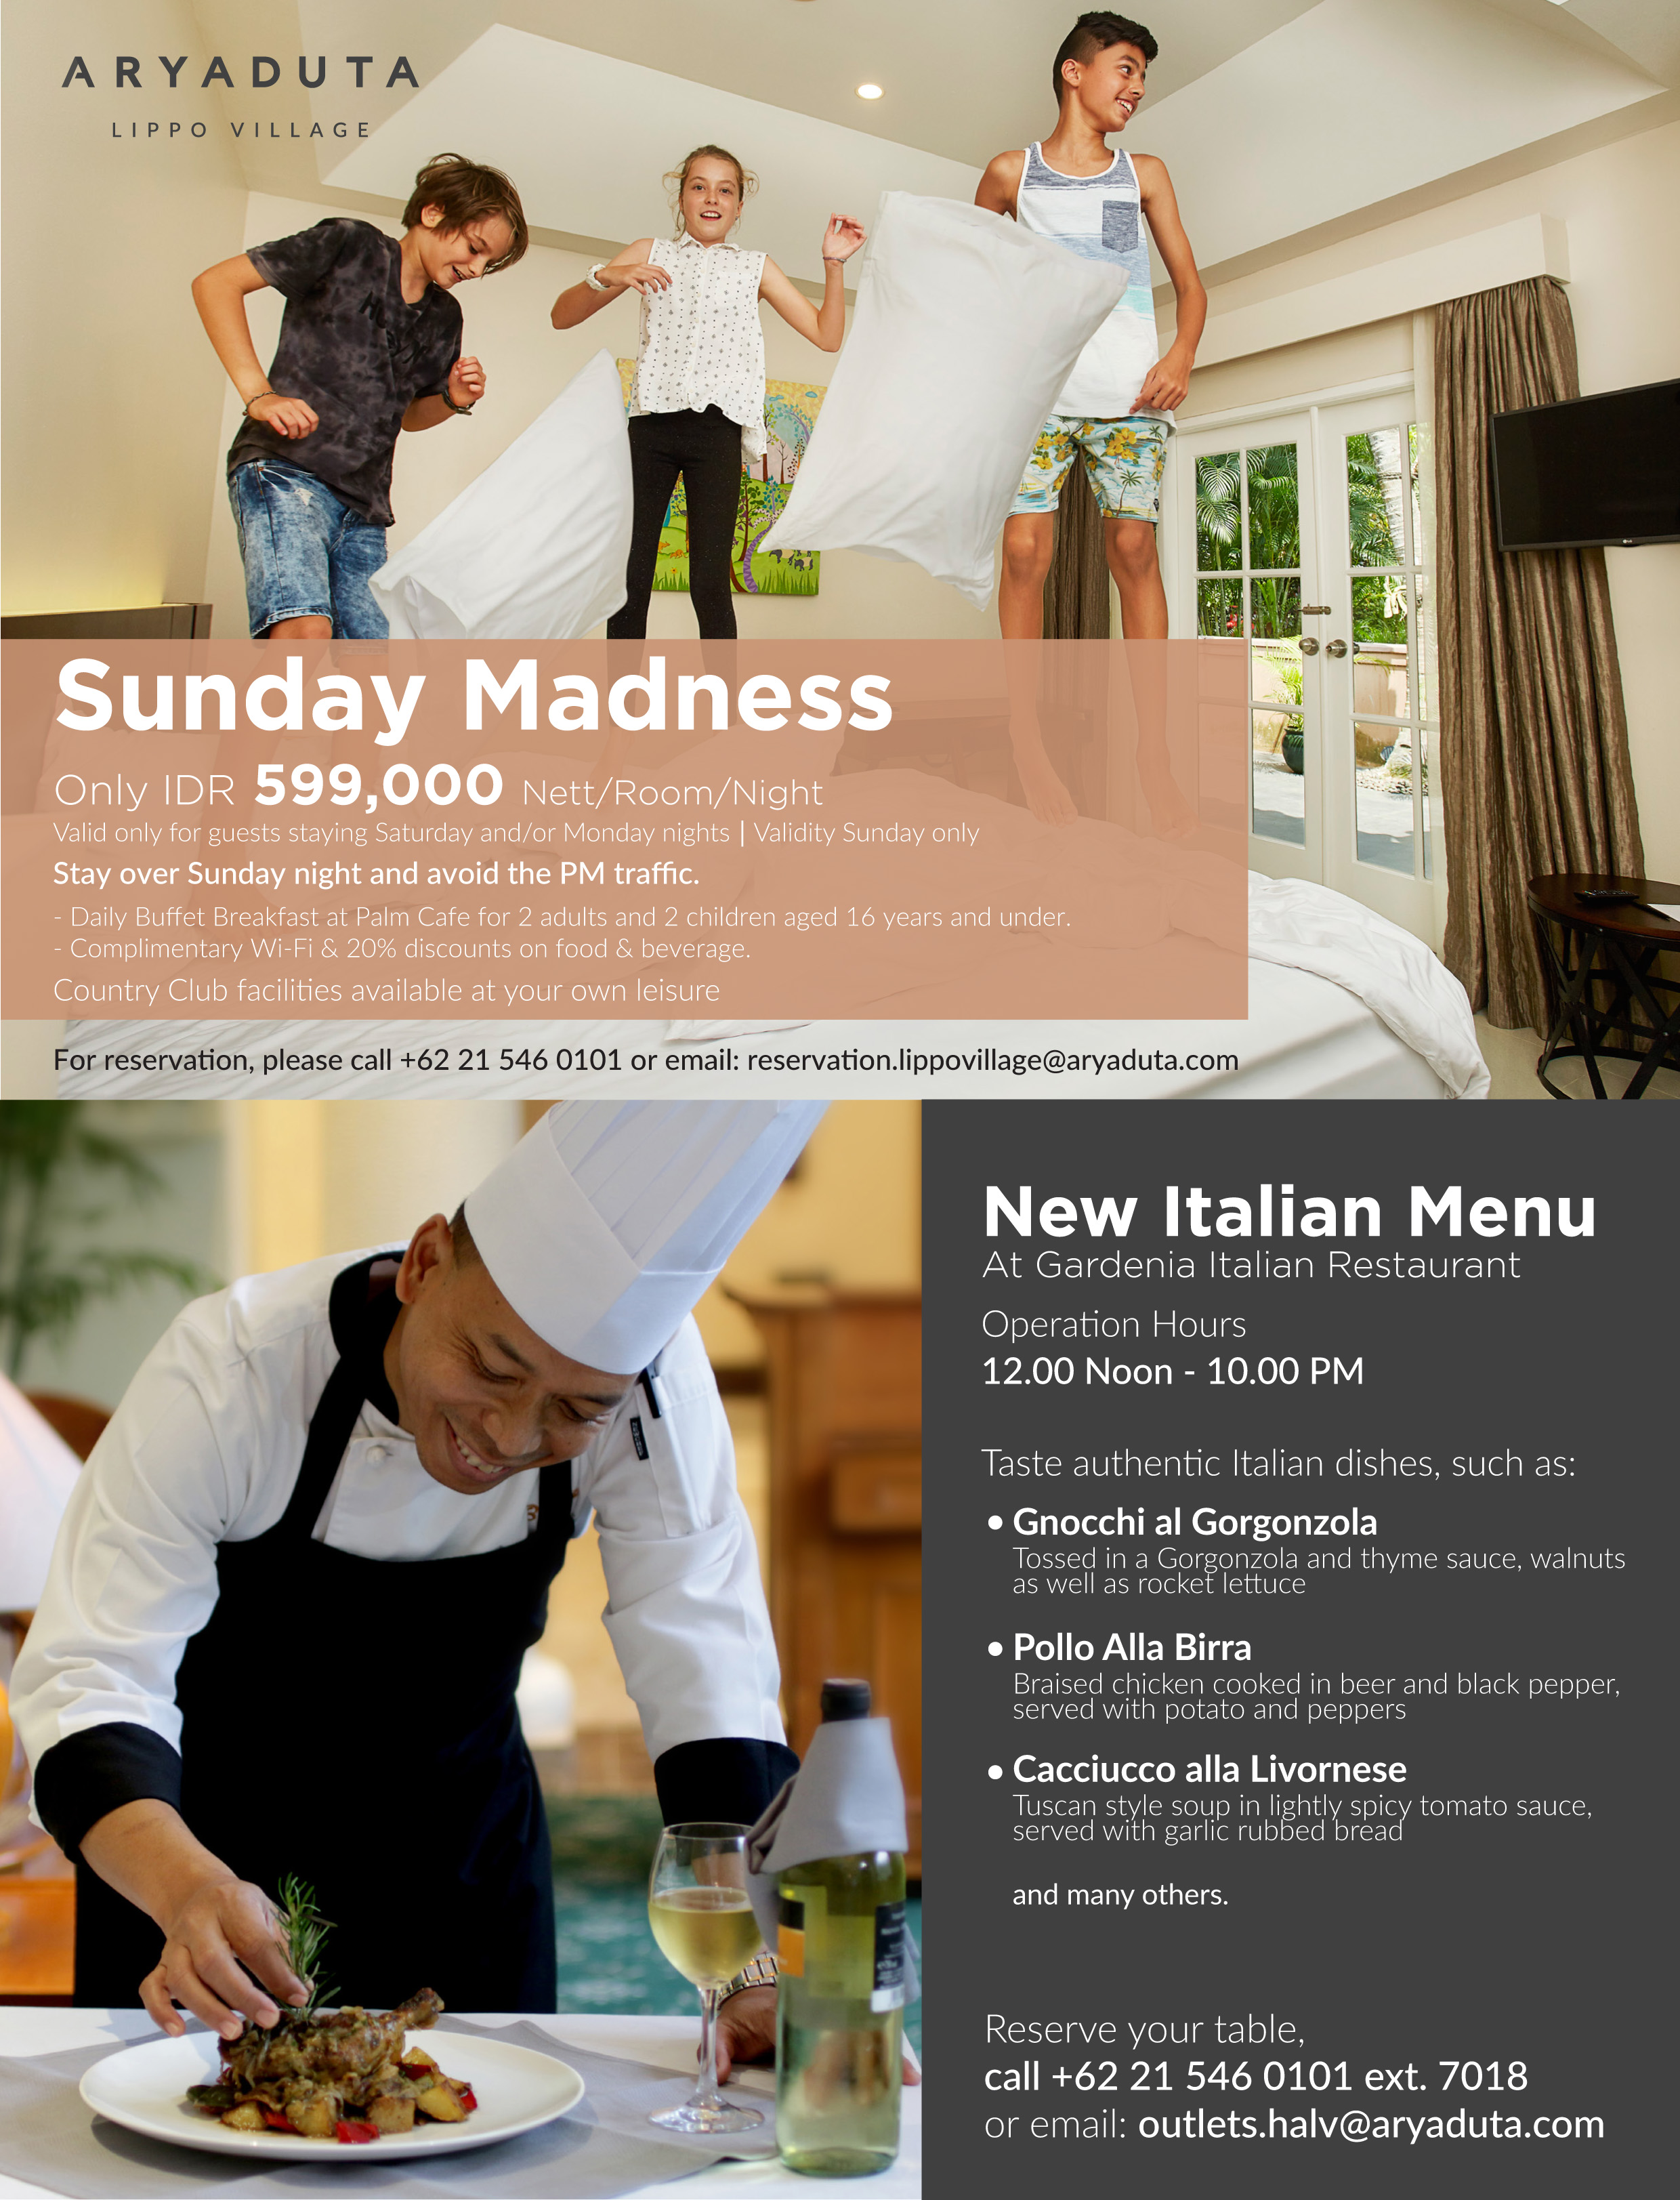 ARYADUTA
LIPPO VILLAGE
Sunday Madness
Only IDR 599,000 Nett/Room/Night
Valid only for guests staying Saturday and/or Monday nights | Validity Sunday only
Stay over Sunday night and avoid the PM traffic.
- Daily Buffet Breakfast at Palm Cafe for 2 adults and 2 children aged 16 years and under.
- Complimentary Wi-Fi & 20% discounts on food & beverage.
Country Club facilities available at your own leisure
For reservation, please call +62 21 546 0101 or email: reservation.lippovillage@aryaduta.com
New Italian Menu
At Gardenia Italian Restaurant
Operation Hours
12.00 Noon - 10.00 PM
Taste authentic Italian dishes, such as:
• Gnocchi al Gorgonzola
Tossed in a Gorgonzola and thyme sauce, walnuts
as well as rocket lettuce
• Pollo Alla Birra
Braised chicken cooked in beer and black pepper,
served with potato and peppers
• Cacciucco alla Livornese
Tuscan style soup in lightly spicy tomato sauce,
served with garlic rubbed bread
and many others.
Reserve your table,
call +62 21 546 0101 ext. 7018
or email: outlets.halv@aryaduta.com